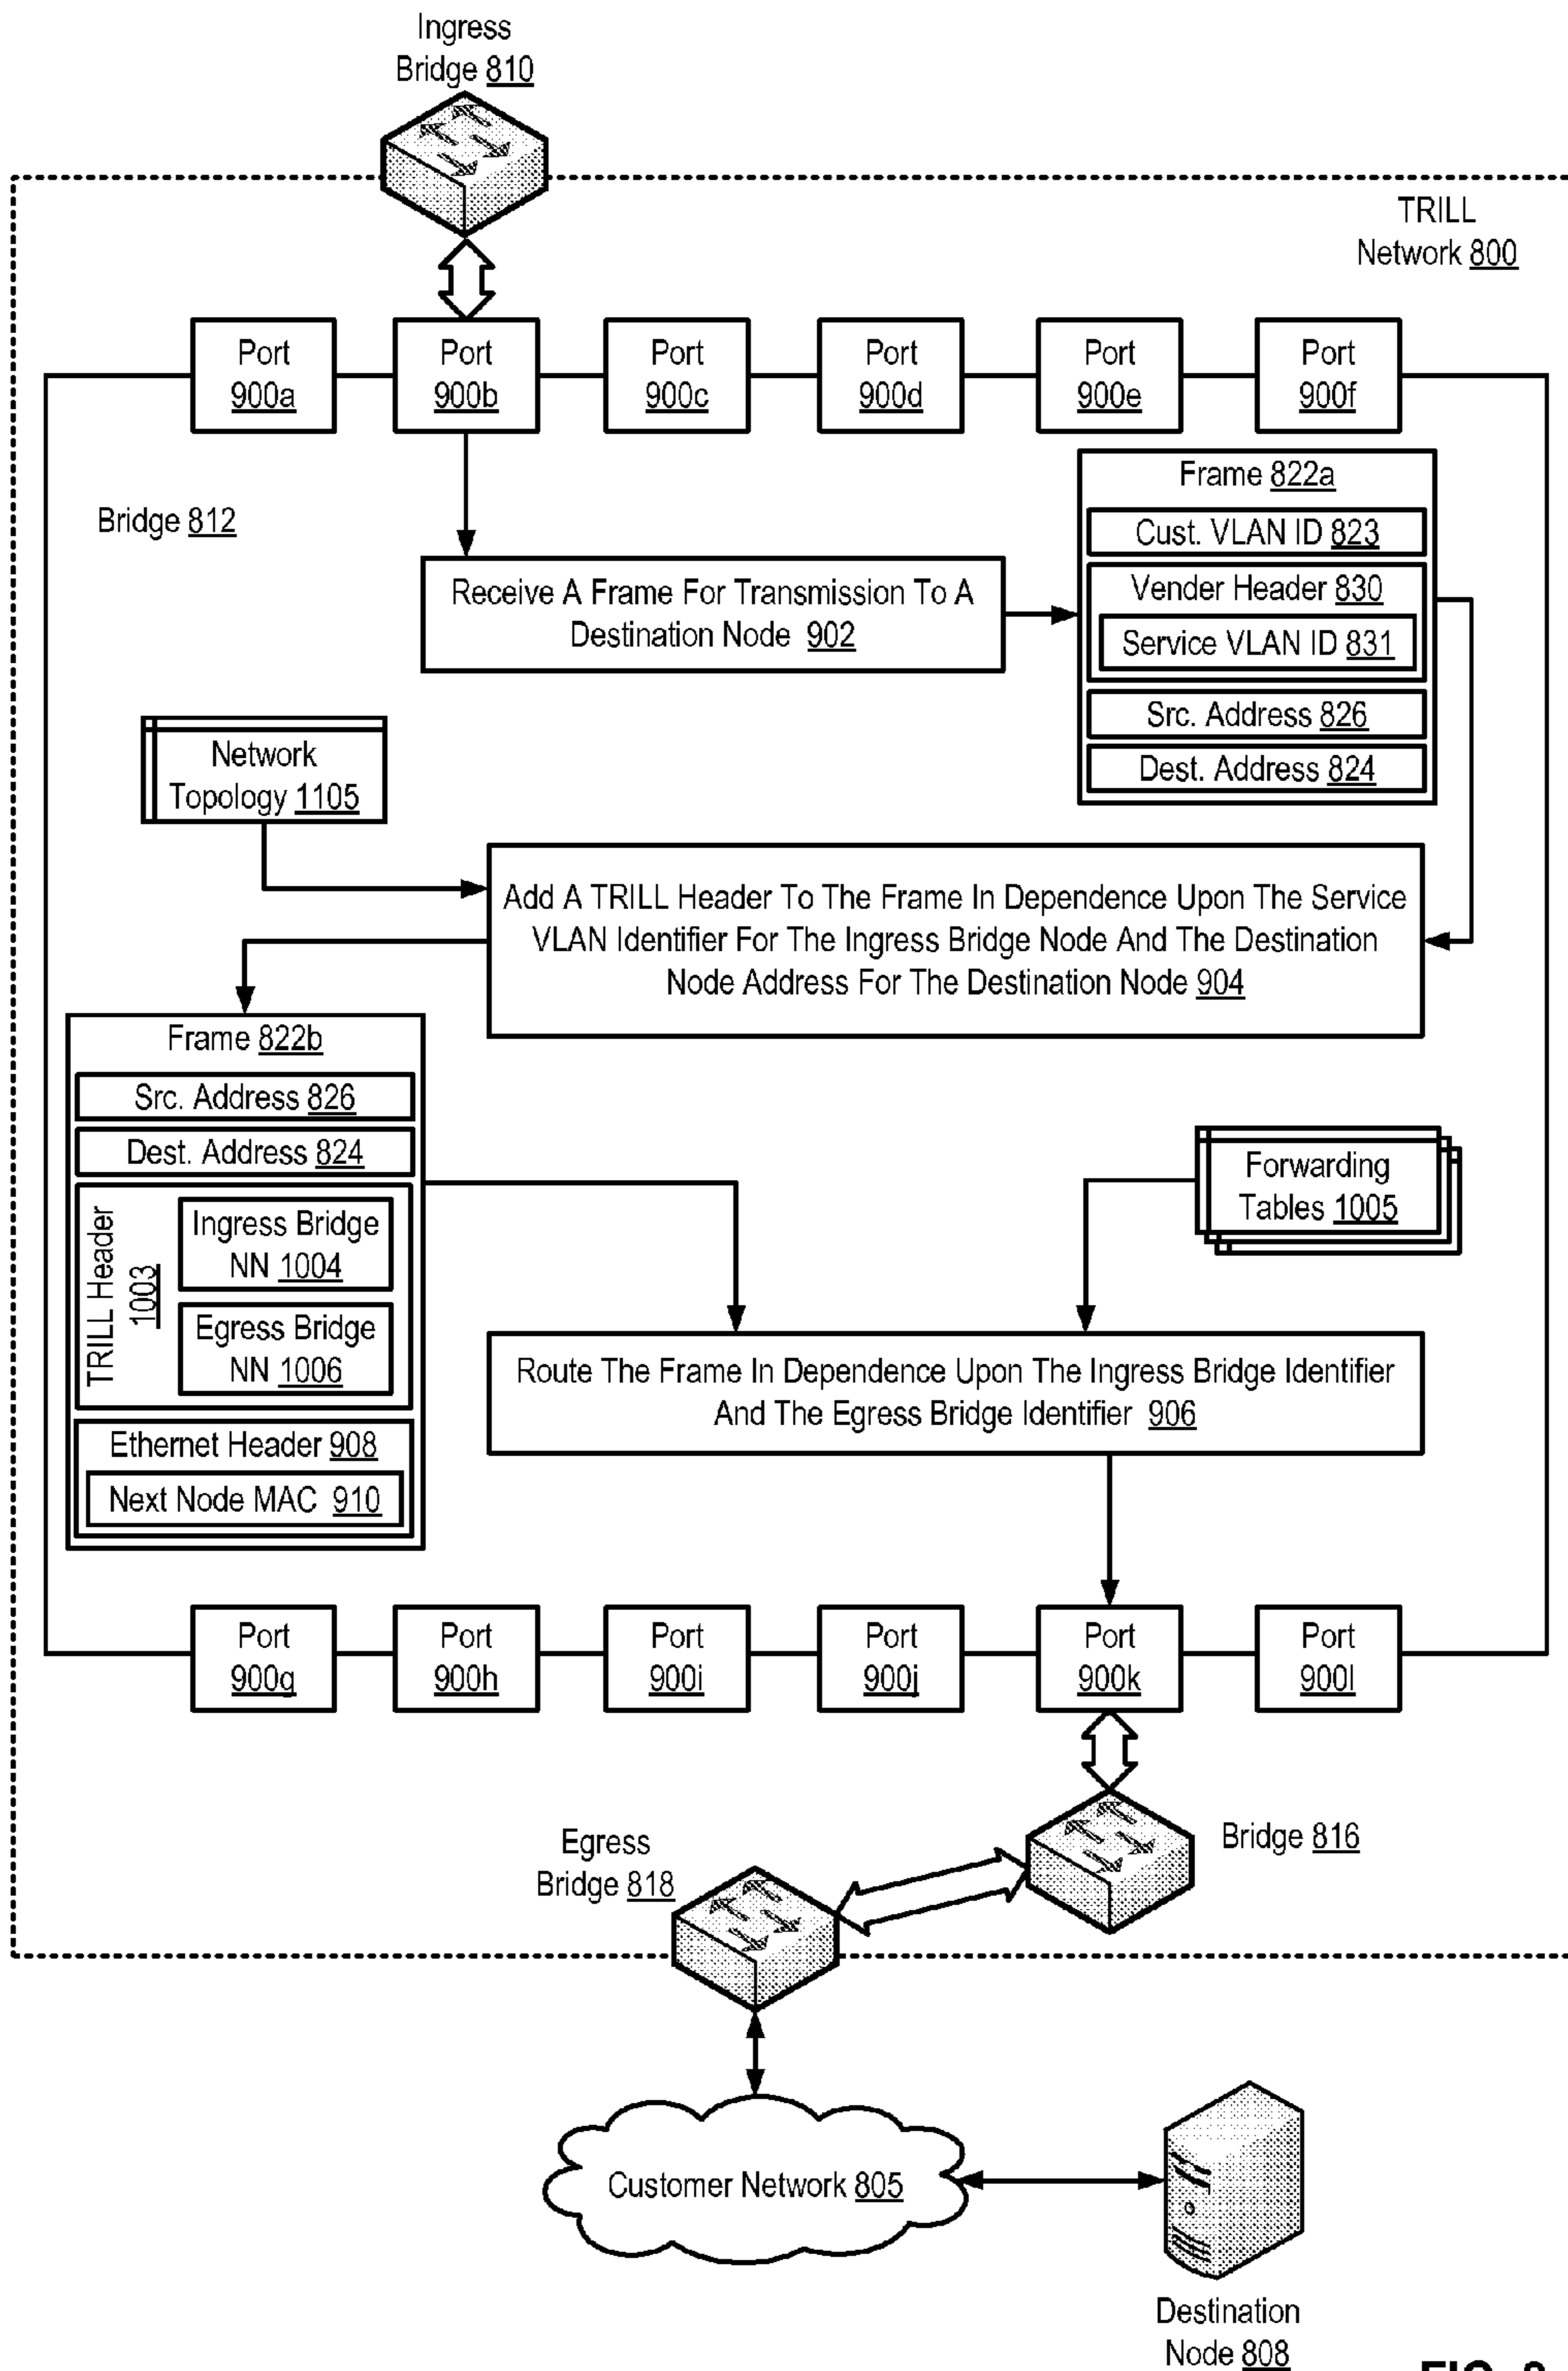 Ingress
Bridge 810
TRILL
Network 800
Port
900a
Port
900b
Port
900c
Port
900d
Port
900e
Port
900f
Bridge 812
Receive A Frame For Transmission To A
Destination Node 902
Frame 822a
Cust. VLAN ID 823
Vender Header 830
Service VLAN ID 831
Src. Address 826
Dest. Address 824
Network
Topology 1105
Add A TRILL Header To The Frame In Dependence Upon The Service
VLAN Identifier For The Ingress Bridge Node And The Destination
Node Address For The Destination Node 904
Frame 822b
Src. Address 826
Dest. Address 824
TRILL Header
1003
Ingress Bridge
NN 1004
Egress Bridge
NN 1006
Ethernet Header 908
Next Node MAC 910
Forwarding
Tables 1005
Route The Frame In Dependence Upon The Ingress Bridge Identifier
And The Egress Bridge Identifier 906
Port
900g
Port
900h
Port
900i
Port
900j
Port
900k
Port
900l
Egress
Bridge 818
Bridge 816
Customer Network 805
Destination
Node 808